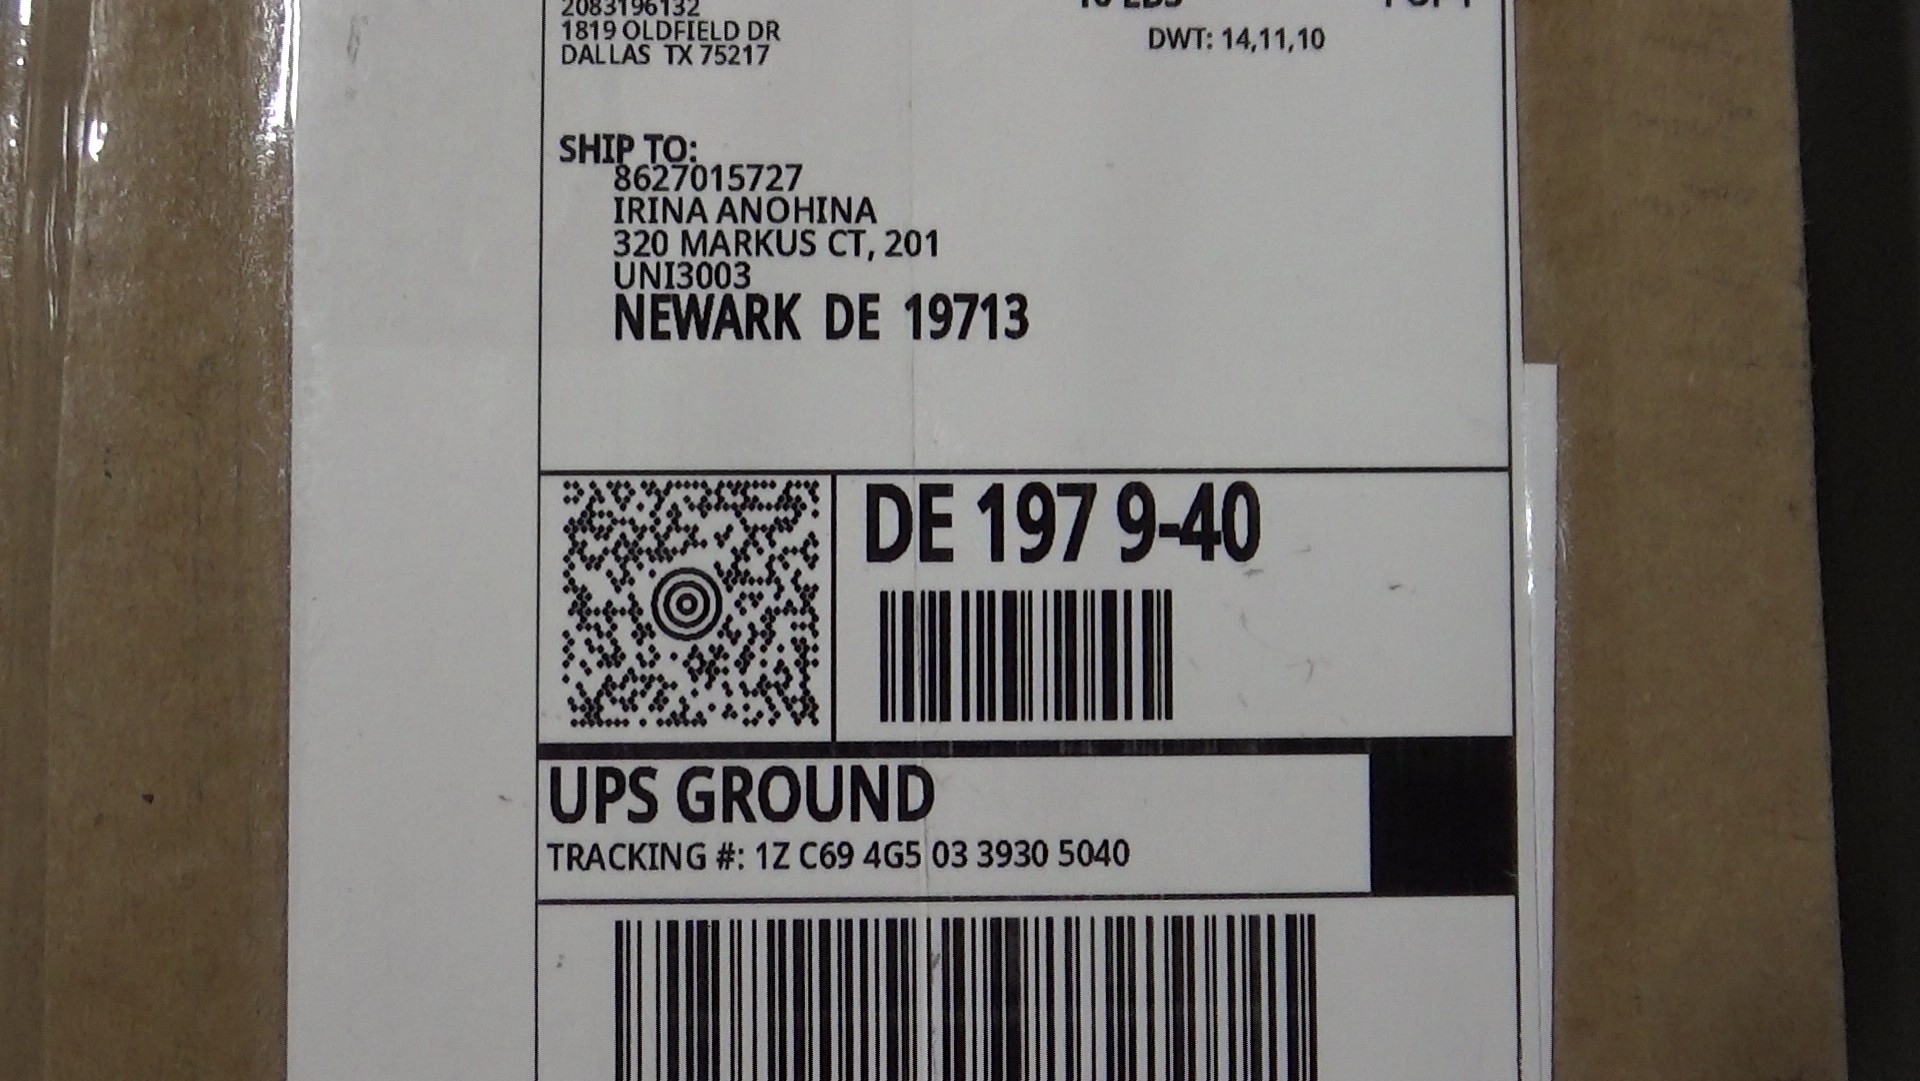 2083196132
1819 OLDFIELD DR
DALLAS TX 75217
DWT: 14,11,10
SHIP TO:
8627015727
IRINA ANOHINA
320 MARKUS CT, 201
UNI3003
NEWARK DE 19713
DE 197 9-40
UPS GROUND
TRACKING #: 1Z C69 4G5 03 3930 5040